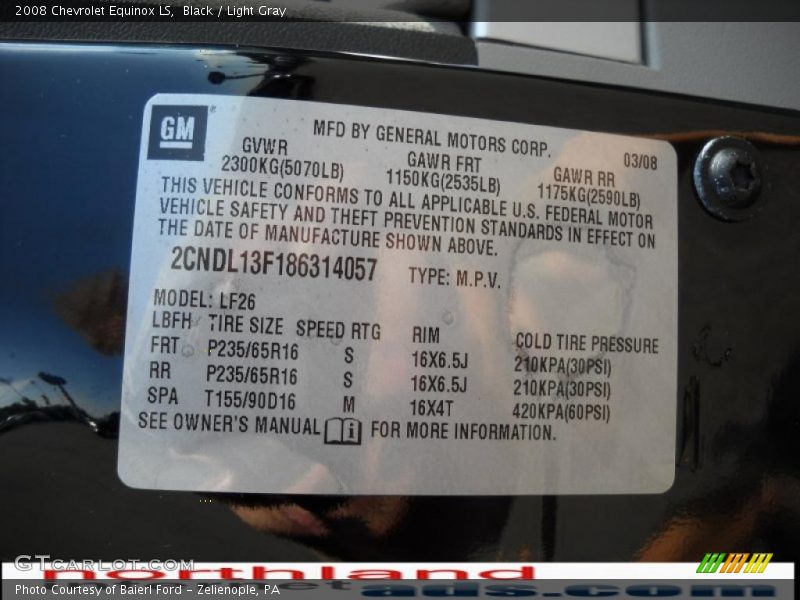 2008 Chevrolet Equinox LS, Black / Light Gray
GM
MFD BY GENERAL MOTORS CORP. 03/08
GVWR GAWR FRT GAWR RR
2300KG(5070LB) 1150KG(2535LB) 1175KG(2590LB)
THIS VEHICLE CONFORMS TO ALL APPLICABLE U.S. FEDERAL MOTOR
VEHICLE SAFETY AND THEFT PREVENTION STANDARDS IN EFFECT ON
THE DATE OF MANUFACTURE SHOWN ABOVE.
2CNDL13F186314057 TYPE: M.P.V.
MODEL: LF26
LBFH TIRE SIZE SPEED RTG RIM COLD TIRE PRESSURE
FRT P235/65R16 S 16X6.5J 210KPA(30PSI)
RR P235/65R16 S 16X6.5J 210KPA(30PSI)
SPA T155/90D16 M 16X4T 420KPA(60PSI)
SEE OWNER'S MANUAL FOR MORE INFORMATION.
GTCarLot.com
northland
ads.com
Photo Courtesy of Baierl Ford - Zelienople, PA